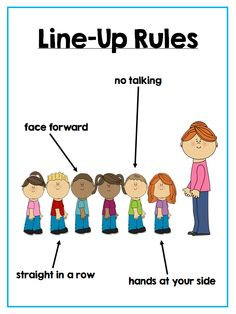 Line-Up Rules
no talking
face forward
straight in a row
hands at your side